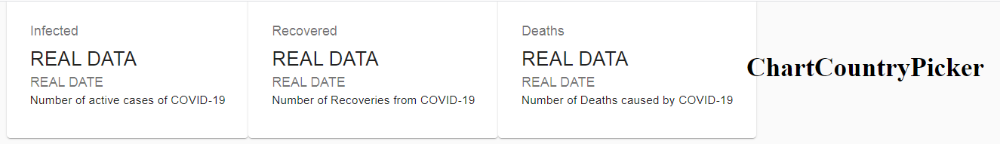 Infected
REAL DATA
REAL DATE
Number of active cases of COVID-19
Recovered
REAL DATA
REAL DATE
Number of Recoveries from COVID-19
Deaths
REAL DATA
REAL DATE
Number of Deaths caused by COVID-19
ChartCountryPicker